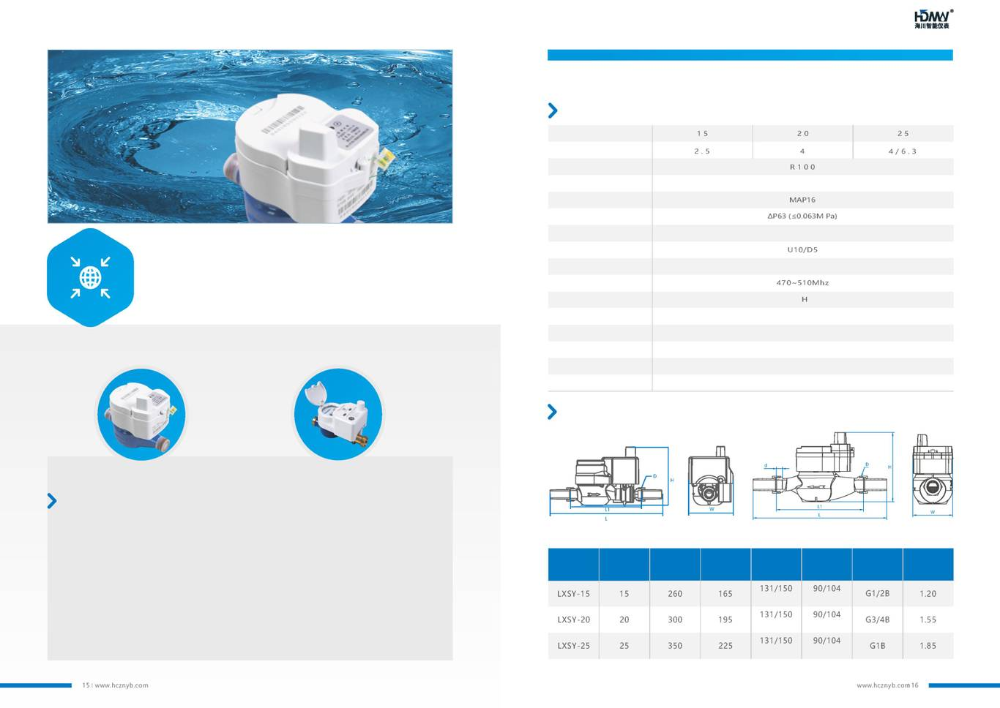 HDMW®
海川智能仪表
15 20 25
2.5 4 4/6.3
R100
MAP16
ΔP63 (≤0.063M Pa)
U10/D5
470~510Mhz
H
d D H D H
L1 W L1 W
L L
LXSY-15 15 260 165 131/150 90/104 G1/2B 1.20
LXSY-20 20 300 195 131/150 90/104 G3/4B 1.55
LXSY-25 25 350 225 131/150 90/104 G1B 1.85
15 | www.hcznyb.com
www.hcznyb.com 16